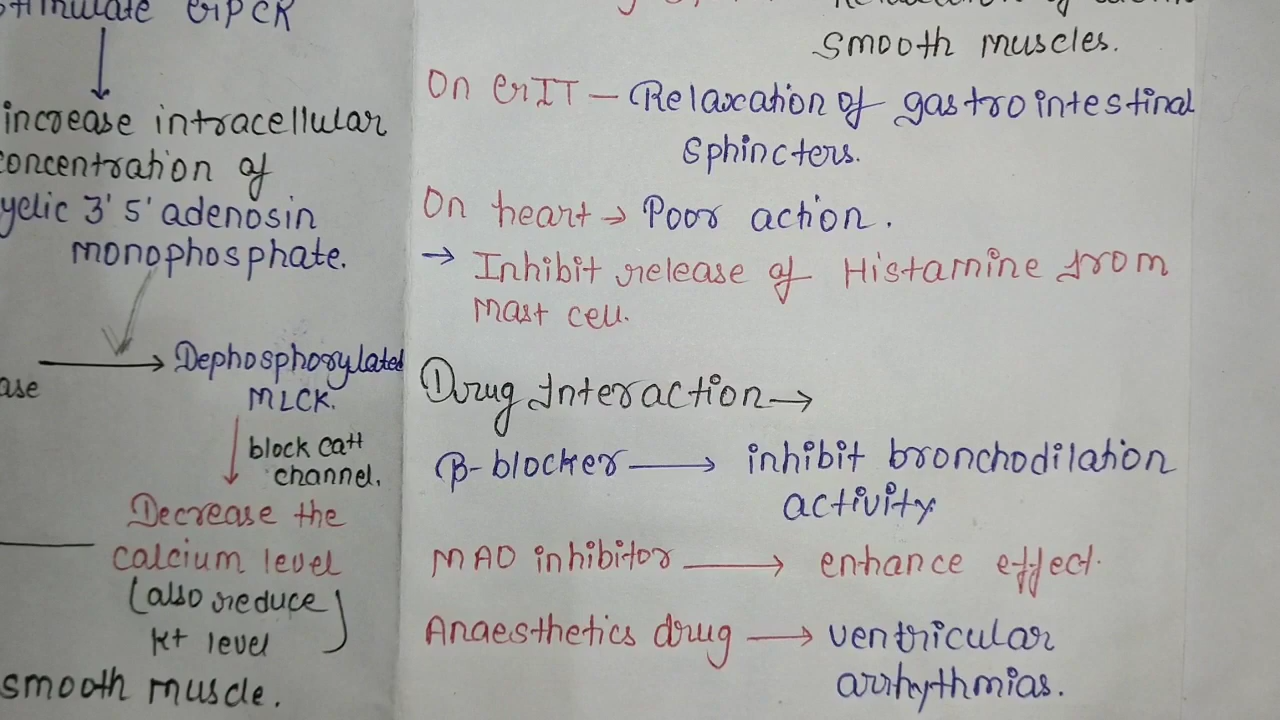 stimulate GPCR
increase intracellular
concentration of
cyclic 3' 5' adenosin
monophosphate.
ase
Dephosphorylated
MLCK.
block Ca++
channel.
Decrease the
calcium level
(also reduce
K+ level)
smooth muscle.
smooth muscles.
On GIT – Relaxation of gastrointestinal
sphincters.
On heart → Poor action.
→ Inhibit release of Histamine from
mast cell.
Drug Interaction →
β-blocker → inhibit bronchodilation
activity
MAO inhibitor → enhance effect.
Anaesthetics drug → ventricular
arrhythmias.